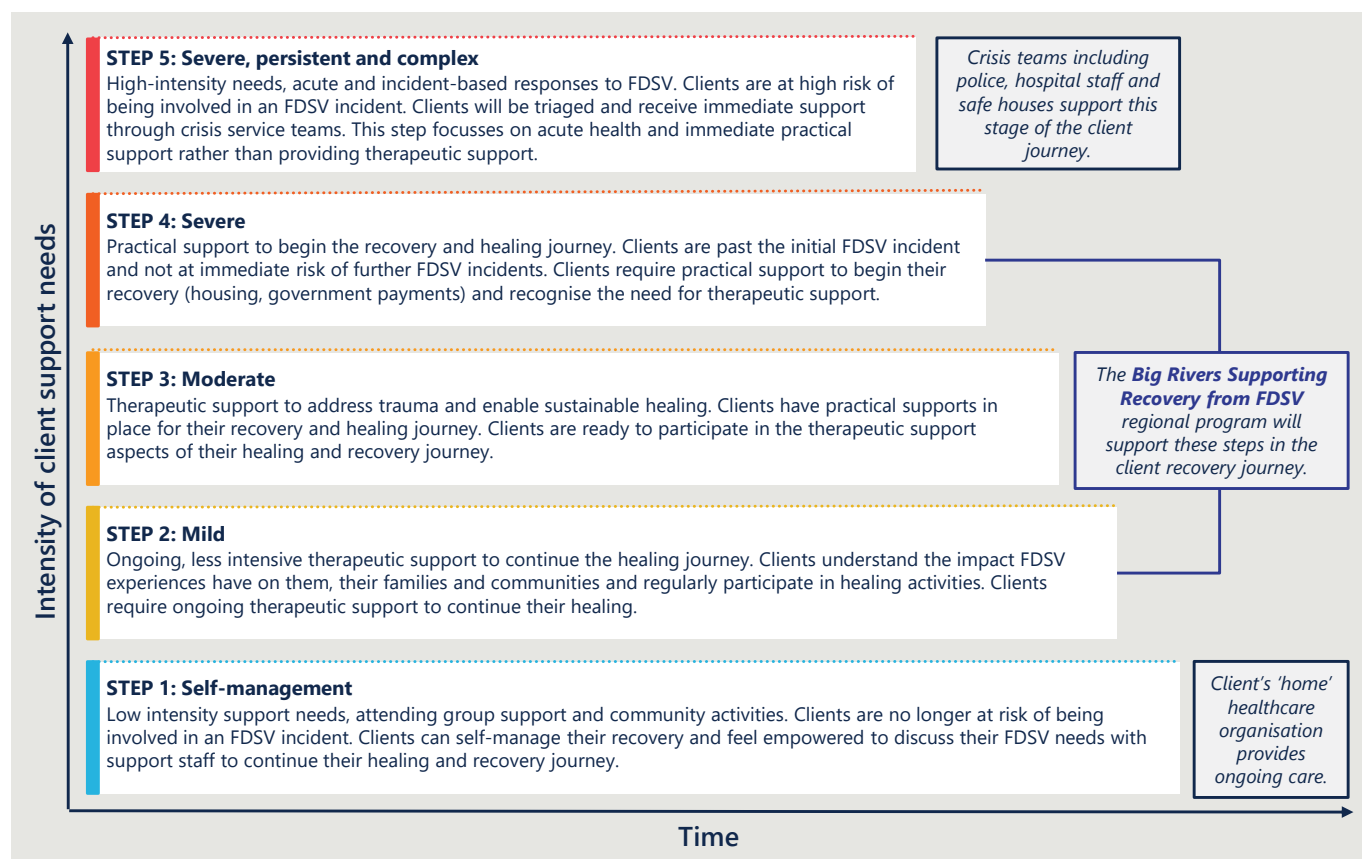 STEP 5: Severe, persistent and complex
High-intensity needs, acute and incident-based responses to FDSV. Clients are at high risk of
being involved in an FDSV incident. Clients will be triaged and receive immediate support
through crisis service teams. This step focusses on acute health and immediate practical
support rather than providing therapeutic support.
Crisis teams including
police, hospital staff and
safe houses support this
stage of the client
journey.
STEP 4: Severe
Practical support to begin the recovery and healing journey. Clients are past the initial FDSV incident
and not at immediate risk of further FDSV incidents. Clients require practical support to begin their
recovery (housing, government payments) and recognise the need for therapeutic support.
STEP 3: Moderate
Therapeutic support to address trauma and enable sustainable healing. Clients have practical supports in
place for their recovery and healing journey. Clients are ready to participate in the therapeutic support
aspects of their healing and recovery journey.
The Big Rivers Supporting
Recovery from FDSV
regional program will
support these steps in the
client recovery journey.
STEP 2: Mild
Ongoing, less intensive therapeutic support to continue the healing journey. Clients understand the impact FDSV
experiences have on them, their families and communities and regularly participate in healing activities. Clients
require ongoing therapeutic support to continue their healing.
STEP 1: Self-management
Low intensity support needs, attending group support and community activities. Clients are no longer at risk of being
involved in an FDSV incident. Clients can self-manage their recovery and feel empowered to discuss their FDSV needs with
support staff to continue their healing and recovery journey.
Client's ‘home’
healthcare
organisation
provides
ongoing care.
Intensity of client support needs
Time